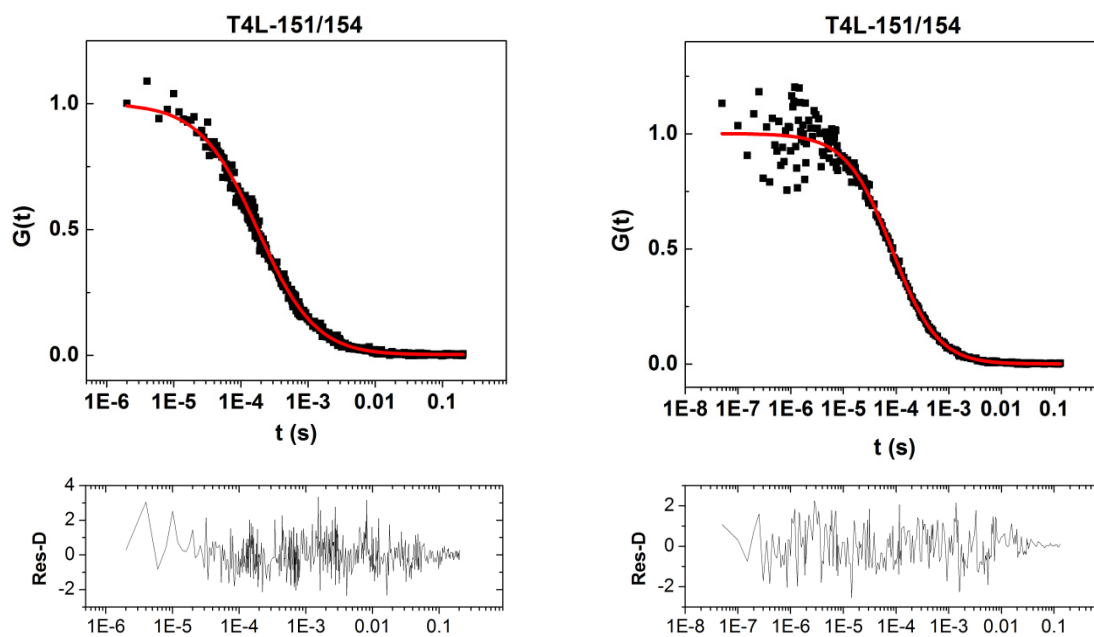 T4L-151/154
1.0
0.5
0.0
G(t)
1E-6 1E-5 1E-4 1E-3 0.01 0.1
t (s)
4
2
0
-2
Res-D
1E-6 1E-5 1E-4 1E-3 0.01 0.1
T4L-151/154
1.0
0.5
0.0
G(t)
1E-8 1E-7 1E-6 1E-5 1E-4 1E-3 0.01 0.1
t (s)
2
0
-2
Res-D
1E-8 1E-7 1E-6 1E-5 1E-4 1E-3 0.01 0.1